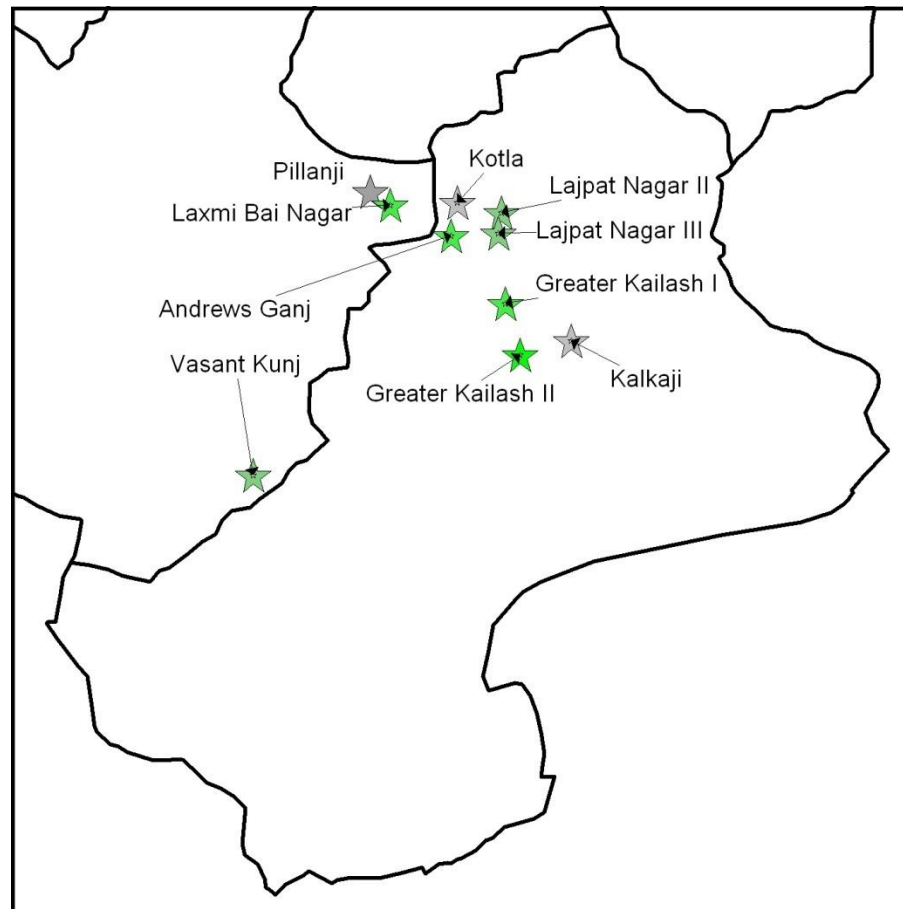 Kotla
Pillanji
Lajpat Nagar II
Laxmi Bai Nagar
Lajpat Nagar III
Greater Kailash I
Andrews Ganj
Vasant Kunj
Kalkaji
Greater Kailash II